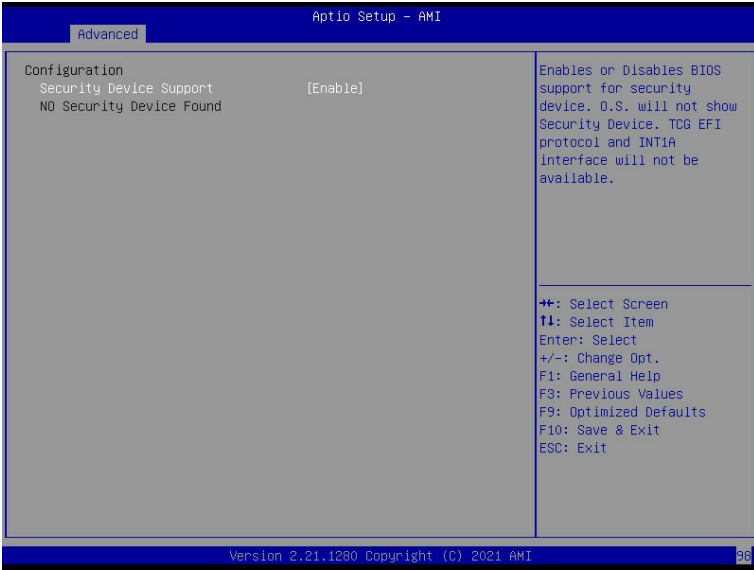 Aptio Setup – AMI
Advanced
Configuration
Security Device Support [Enable]
NO Security Device Found
Enables or Disables BIOS
support for security
device. O.S. will not show
Security Device. TCG EFI
protocol and INT1A
interface will not be
available.
→←: Select Screen
↑↓: Select Item
Enter: Select
+/-: Change Opt.
F1: General Help
F3: Previous Values
F9: Optimized Defaults
F10: Save & Exit
ESC: Exit
Version 2.21.1280 Copyright (C) 2021 AMI
98